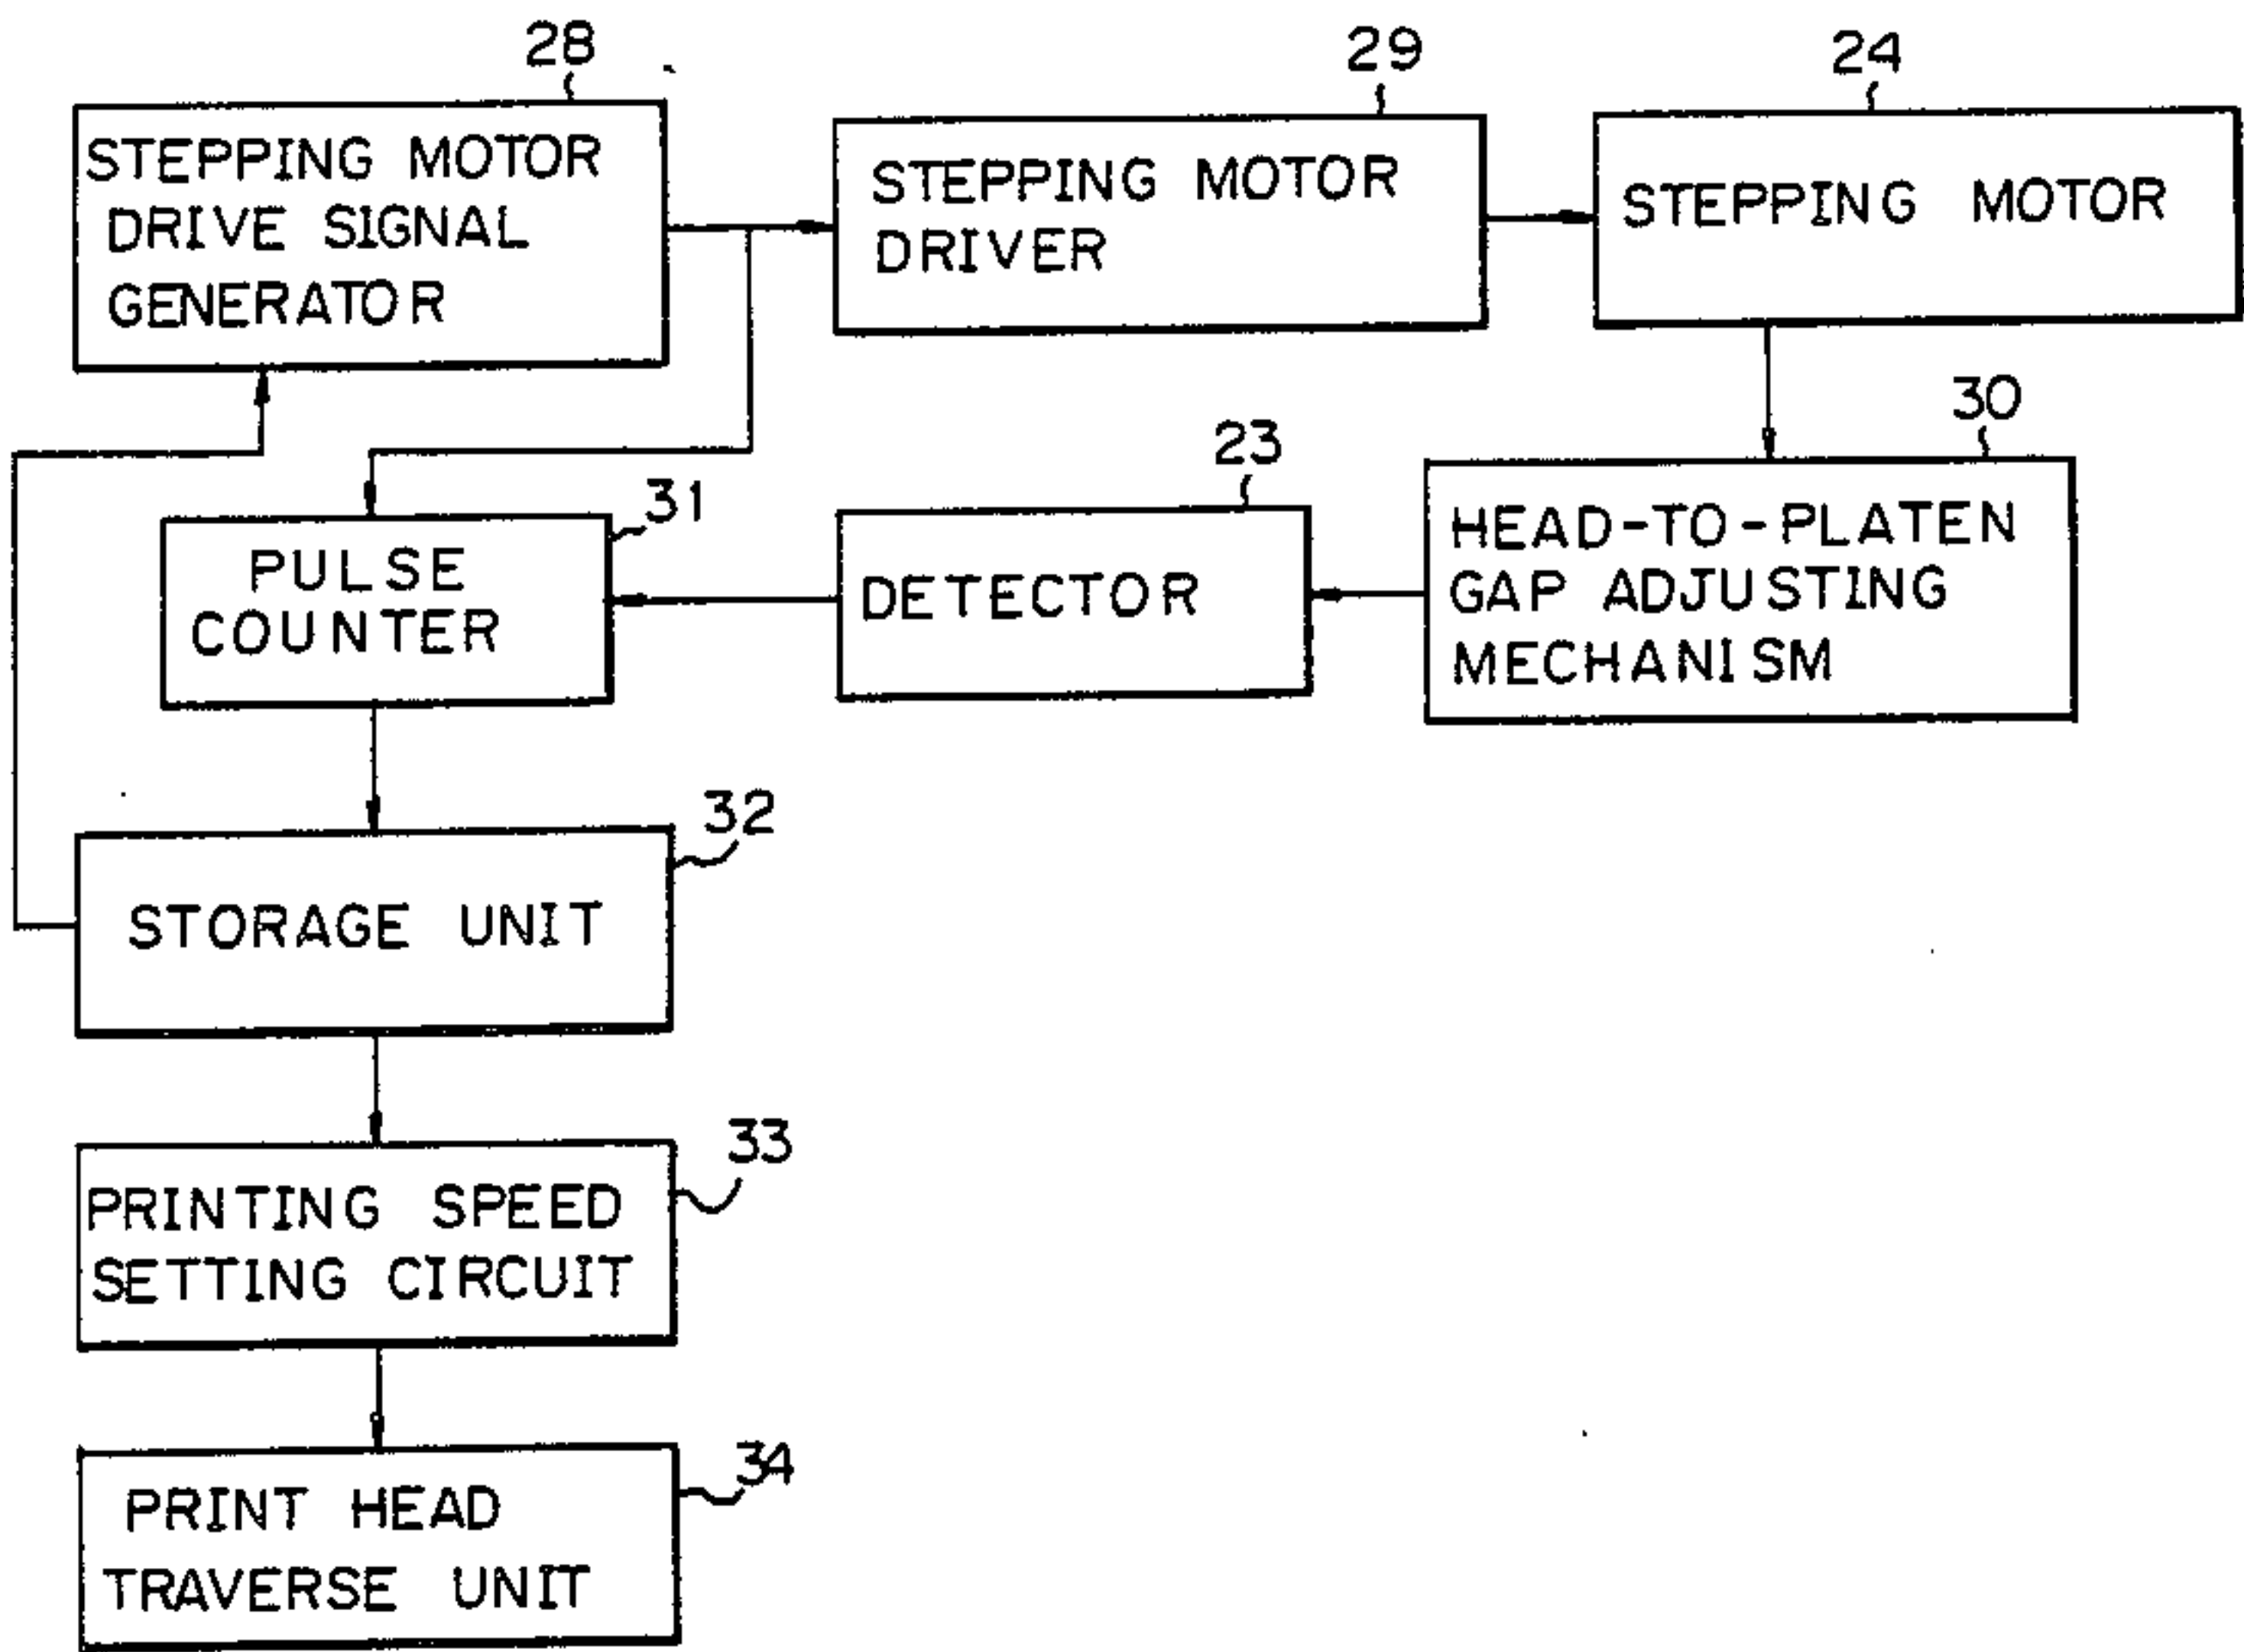 28
STEPPING MOTOR
DRIVE SIGNAL
GENERATOR
29
STEPPING MOTOR
DRIVER
24
STEPPING MOTOR
30
HEAD-TO-PLATEN
GAP ADJUSTING
MECHANISM
23
DETECTOR
31
PULSE
COUNTER
32
STORAGE UNIT
33
PRINTING SPEED
SETTING CIRCUIT
34
PRINT HEAD
TRAVERSE UNIT